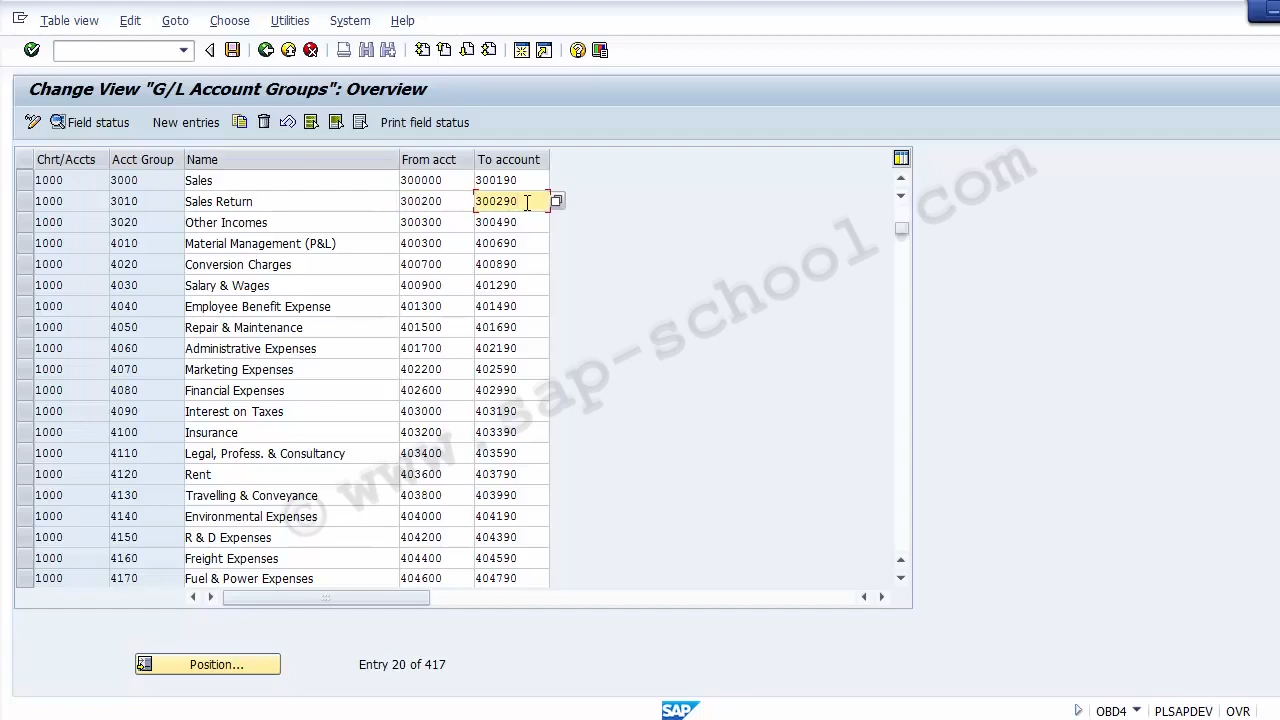 Table view Edit Goto Choose Utilities System Help
Change View "G/L Account Groups": Overview
Field status New entries Print field status
Chrt/Accts Acct Group Name From acct To account
1000 3000 Sales 300000 300190
1000 3010 Sales Return 300200 300290
1000 3020 Other Incomes 300300 300490
1000 4010 Material Management (P&L) 400300 400690
1000 4020 Conversion Charges 400700 400890
1000 4030 Salary & Wages 400900 401290
1000 4040 Employee Benefit Expense 401300 401490
1000 4050 Repair & Maintenance 401500 401690
1000 4060 Administrative Expenses 401700 402190
1000 4070 Marketing Expenses 402200 402590
1000 4080 Financial Expenses 402600 402990
1000 4090 Interest on Taxes 403000 403190
1000 4100 Insurance 403200 403390
1000 4110 Legal, Profess. & Consultancy 403400 403590
1000 4120 Rent 403600 403790
1000 4130 Travelling & Conveyance 403800 403990
1000 4140 Environmental Expenses 404000 404190
1000 4150 R & D Expenses 404200 404390
1000 4160 Freight Expenses 404400 404590
1000 4170 Fuel & Power Expenses 404600 404790
© www.sap-school.com
Position... Entry 20 of 417
SAP OBD4 PLSAPDEV OVR